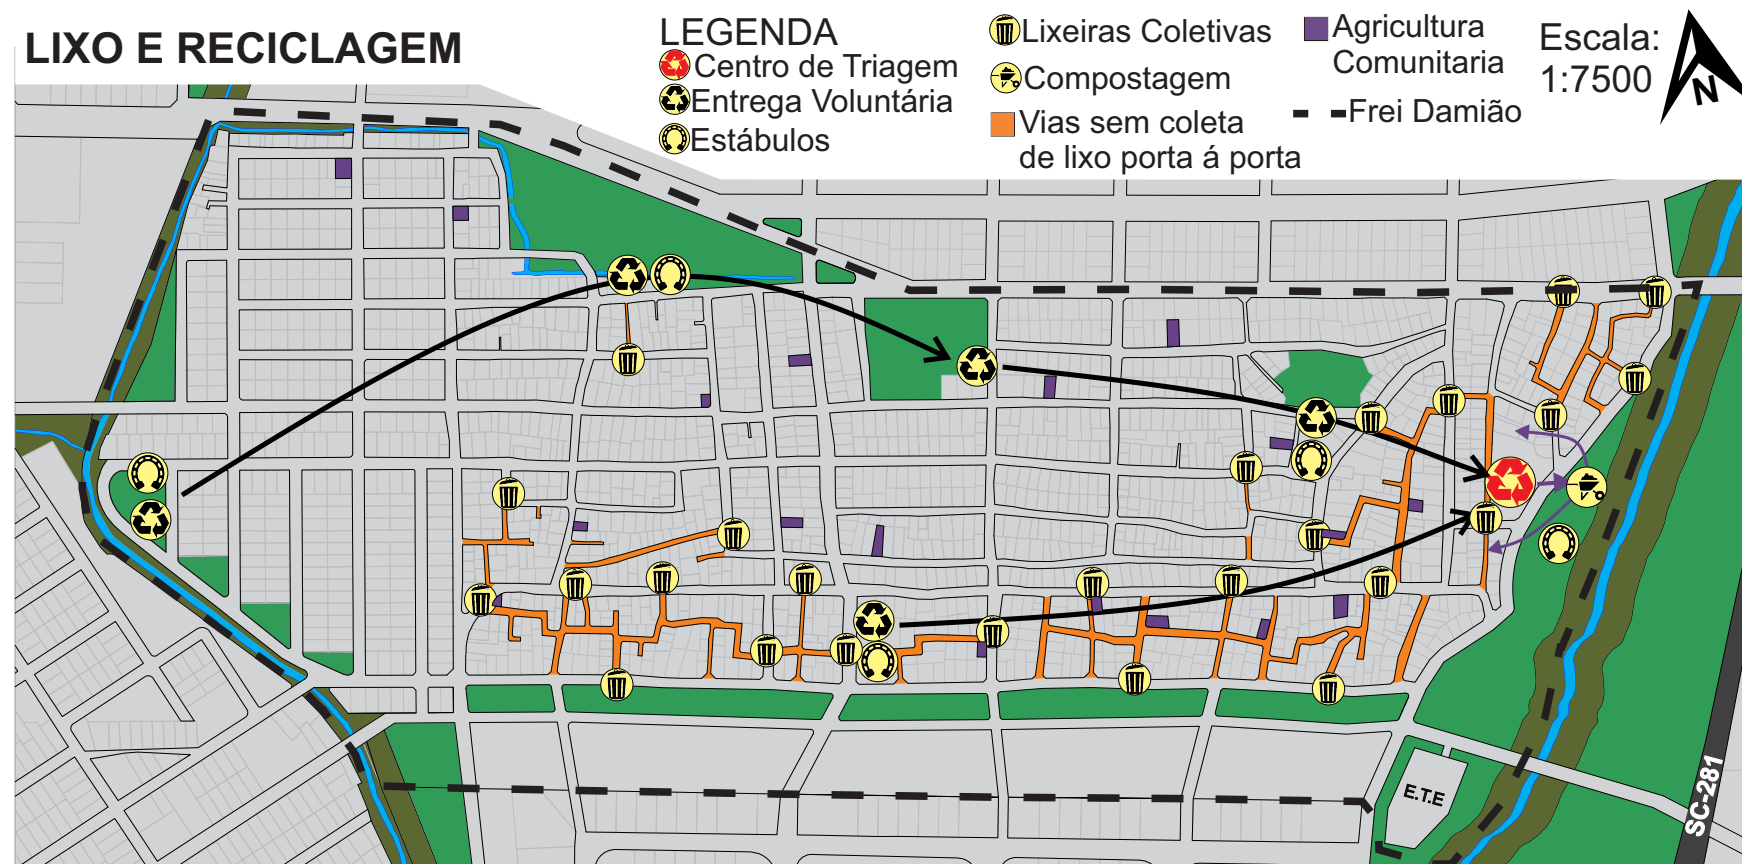 LIXO E RECICLAGEM
LEGENDA
Centro de Triagem
Entrega Voluntária
Estábulos
Lixeiras Coletivas
Compostagem
Vias sem coleta
de lixo porta á porta
Agricultura
Comunitaria
Frei Damião
Escala:
1:7500
N
E.T.E
SC-281